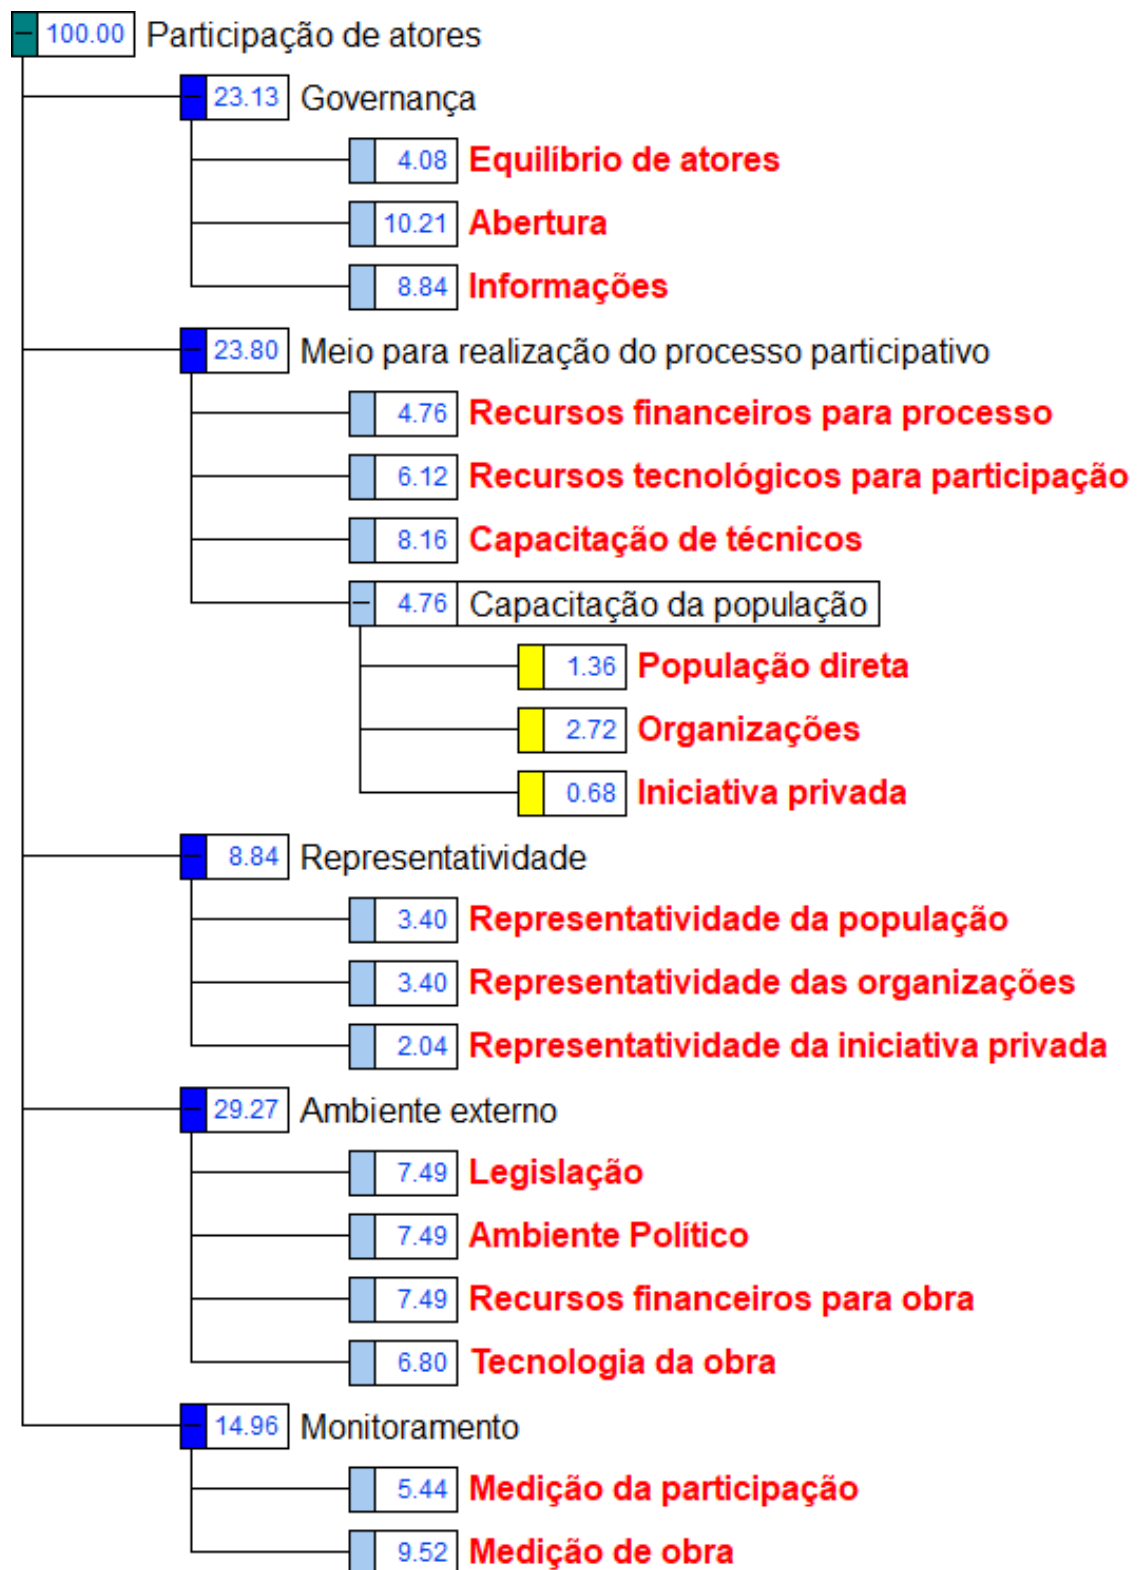 100.00 Participação de atores
23.13 Governança
4.08 Equilíbrio de atores
10.21 Abertura
8.84 Informações
23.80 Meio para realização do processo participativo
4.76 Recursos financeiros para processo
6.12 Recursos tecnológicos para participação
8.16 Capacitação de técnicos
4.76 Capacitação da população
1.36 População direta
2.72 Organizações
0.68 Iniciativa privada
8.84 Representatividade
3.40 Representatividade da população
3.40 Representatividade das organizações
2.04 Representatividade da iniciativa privada
29.27 Ambiente externo
7.49 Legislação
7.49 Ambiente Político
7.49 Recursos financeiros para obra
6.80 Tecnologia da obra
14.96 Monitoramento
5.44 Medição da participação
9.52 Medição de obra